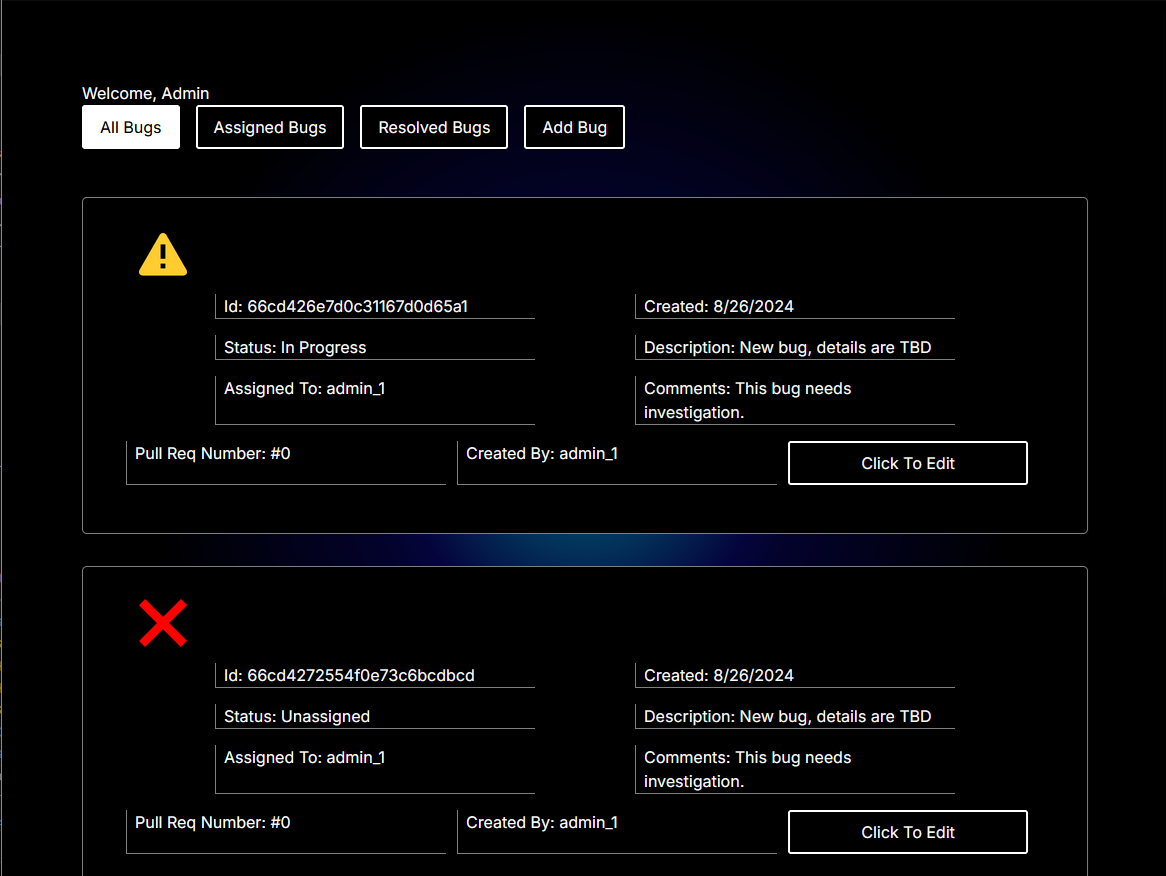 Welcome, Admin
All Bugs
Assigned Bugs
Resolved Bugs
Add Bug
Id: 66cd426e7d0c31167d0d65a1
Created: 8/26/2024
Status: In Progress
Description: New bug, details are TBD
Assigned To: admin_1
Comments: This bug needs
investigation.
Pull Req Number: #0
Created By: admin_1
Click To Edit
Id: 66cd4272554f0e73c6bcdbcd
Created: 8/26/2024
Status: Unassigned
Description: New bug, details are TBD
Assigned To: admin_1
Comments: This bug needs
investigation.
Pull Req Number: #0
Created By: admin_1
Click To Edit